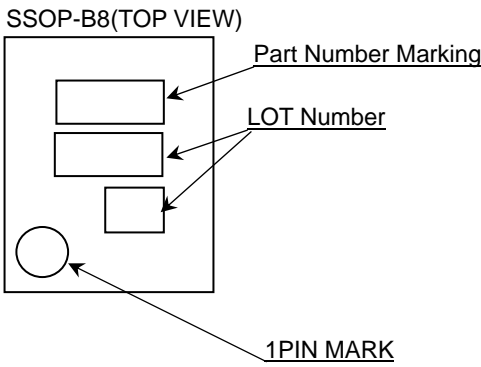 SSOP-B8(TOP VIEW)
Part Number Marking
LOT Number
1PIN MARK